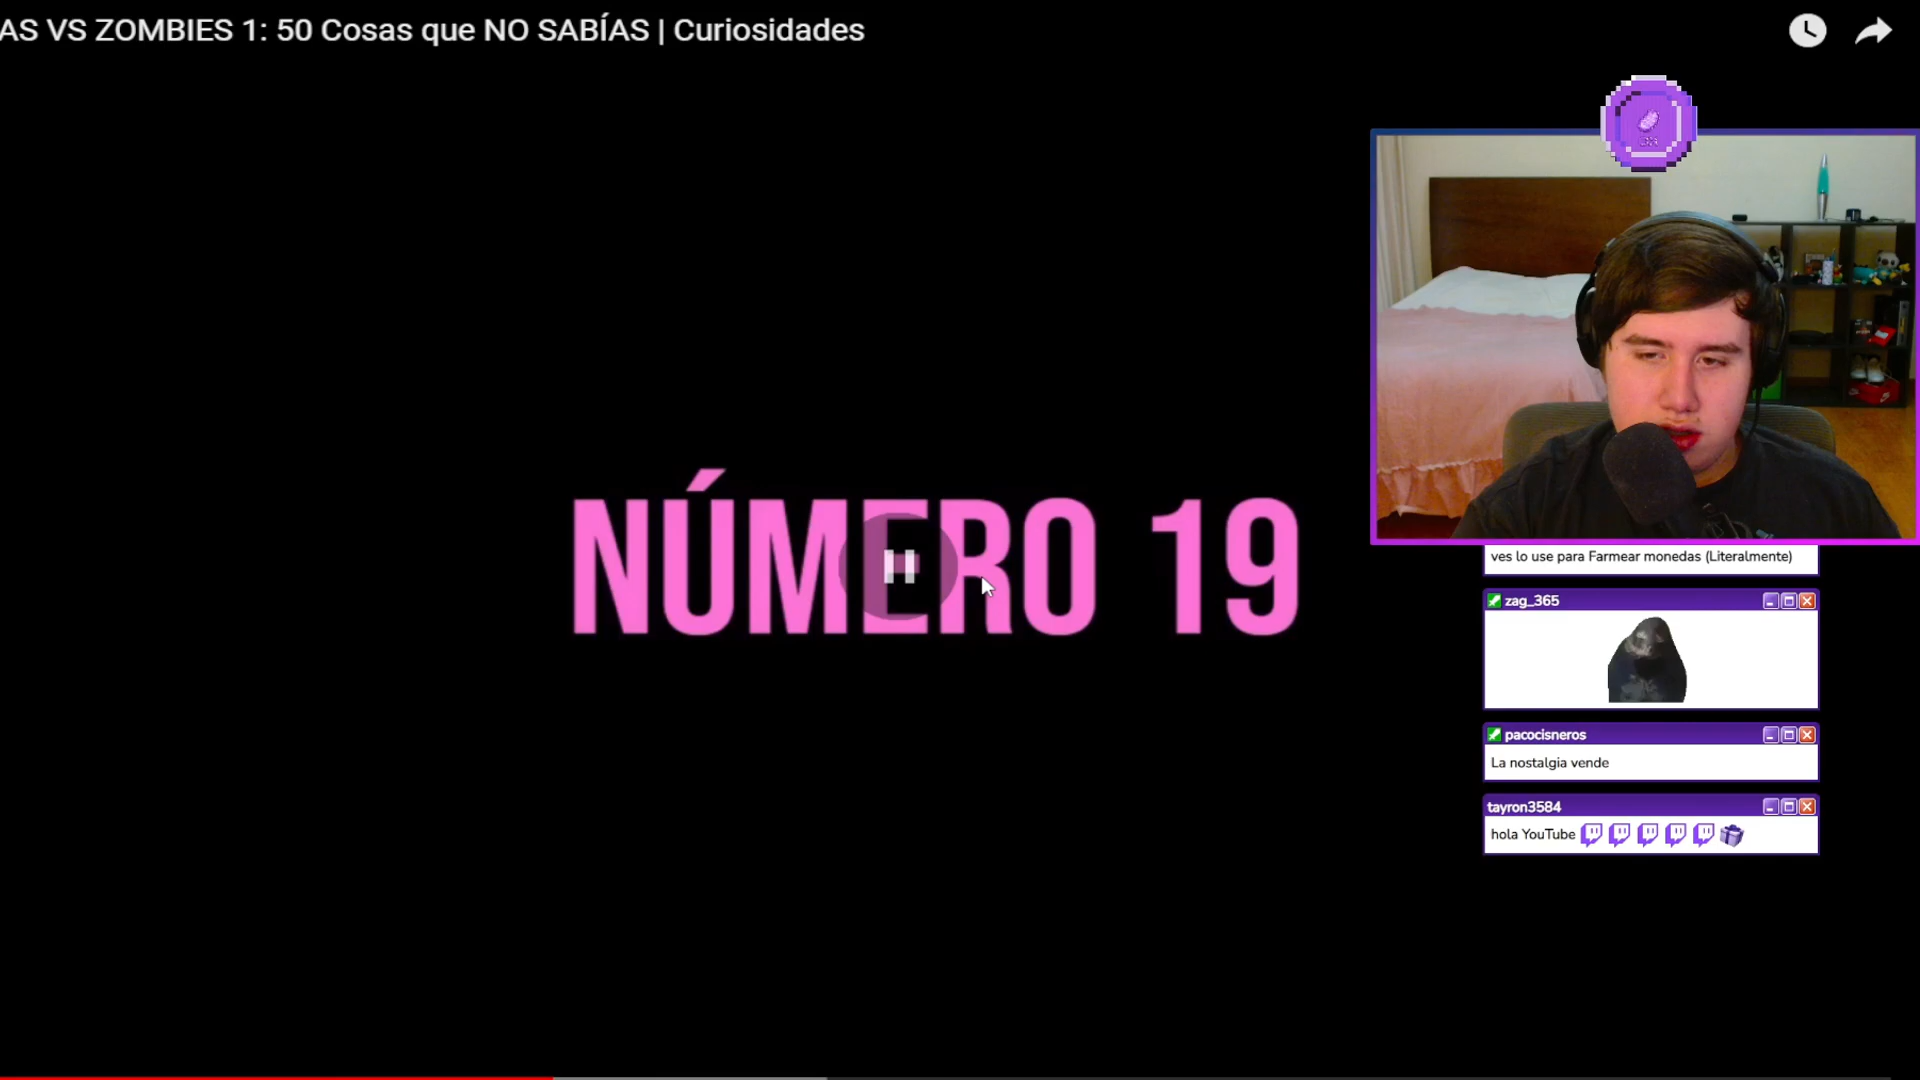 AS VS ZOMBIES 1: 50 Cosas que NO SABÍAS | Curiosidades
NÚMERO 19
ves lo use para Farmear monedas (Literalmente)
zag_365
pacocisneros
La nostalgia vende
tayron3584
hola YouTube